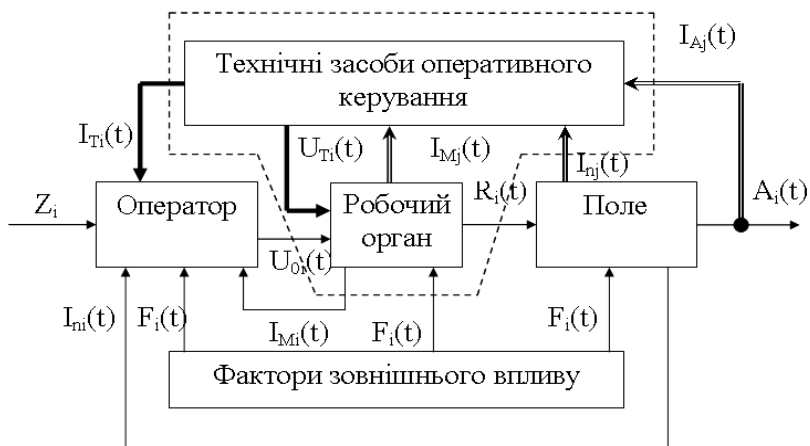 I_Aj(t)
Технічні засоби оперативного
керування
I_Ti(t)
U_Ti(t)
I_Mj(t)
I_nj(t)
Z_i
Оператор
Робочий
орган
R_i(t)
Поле
A_i(t)
U_0i(t)
I_ni(t)
F_i(t)
I_Mi(t)
F_i(t)
F_i(t)
Фактори зовнішнього впливу